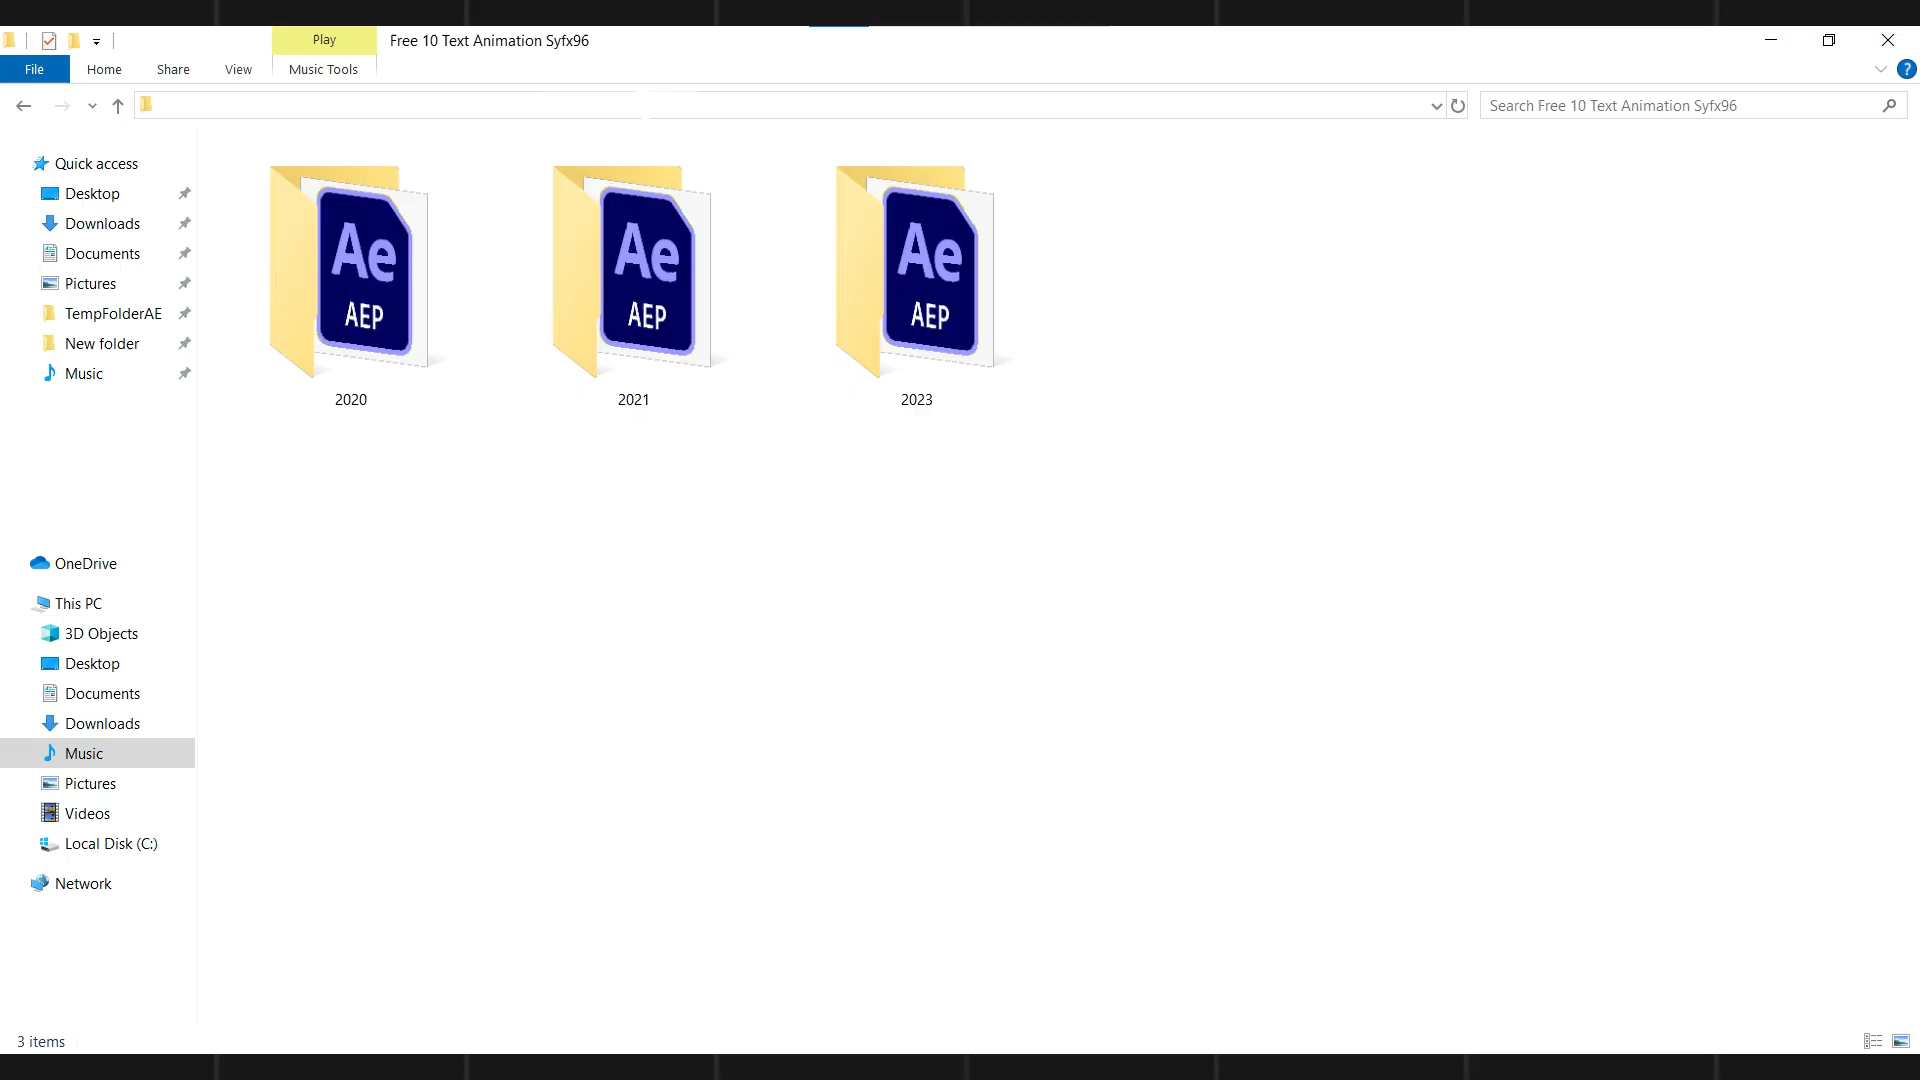 Play
Free 10 Text Animation Syfx96
File
Home
Share
View
Music Tools
?
Search Free 10 Text Animation Syfx96
Quick access
Desktop
Downloads
Documents
Pictures
TempFolderAE
New folder
Music
Ae
AEP
2020
Ae
AEP
2021
Ae
AEP
2023
OneDrive
This PC
3D Objects
Desktop
Documents
Downloads
Music
Pictures
Videos
Local Disk (C:)
Network
3 items